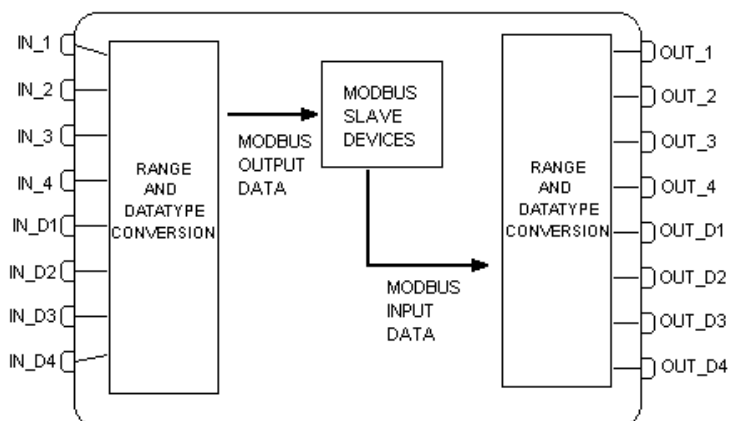 IN_1
IN_2
IN_3
IN_4
IN_D1
IN_D2
IN_D3
IN_D4
RANGE
AND
DATATYPE
CONVERSION
MODBUS
OUTPUT
DATA
MODBUS
SLAVE
DEVICES
MODBUS
INPUT
DATA
RANGE
AND
DATATYPE
CONVERSION
OUT_1
OUT_2
OUT_3
OUT_4
OUT_D1
OUT_D2
OUT_D3
OUT_D4